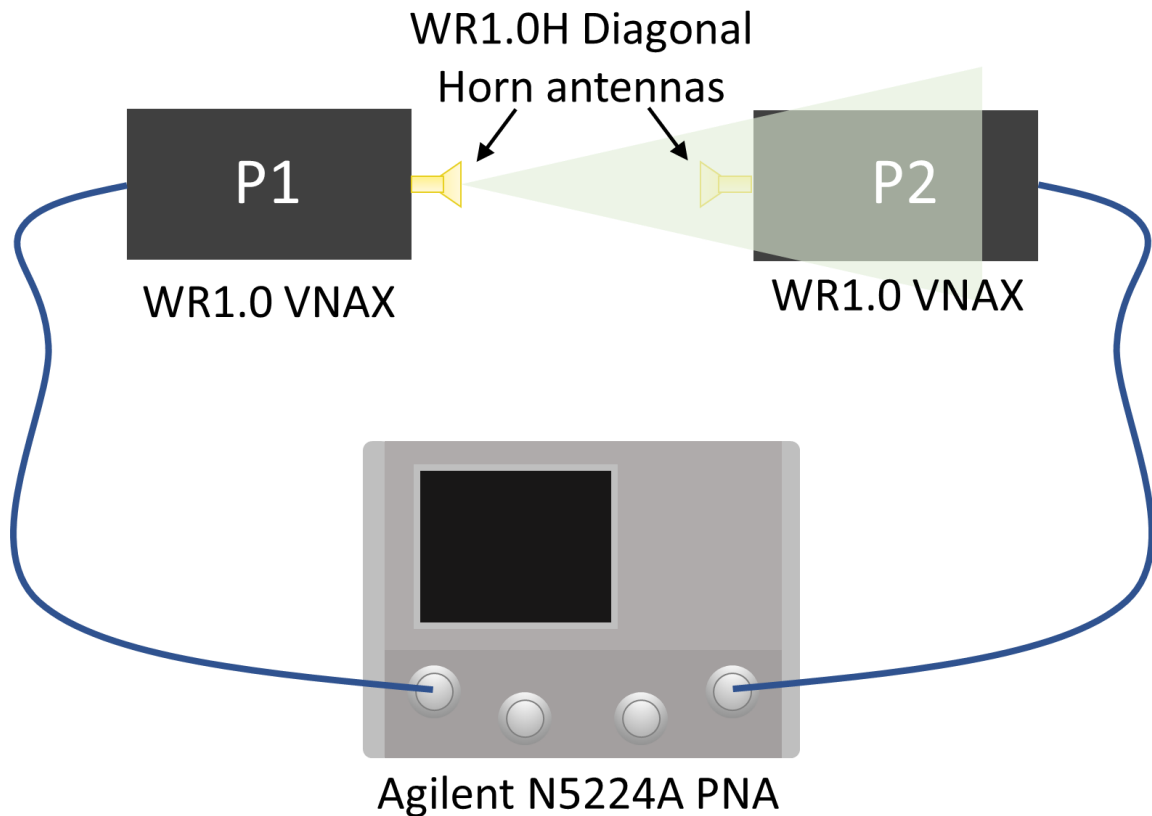 WR1.0H Diagonal
Horn antennas
P1
P2
WR1.0 VNAX
WR1.0 VNAX
Agilent N5224A PNA